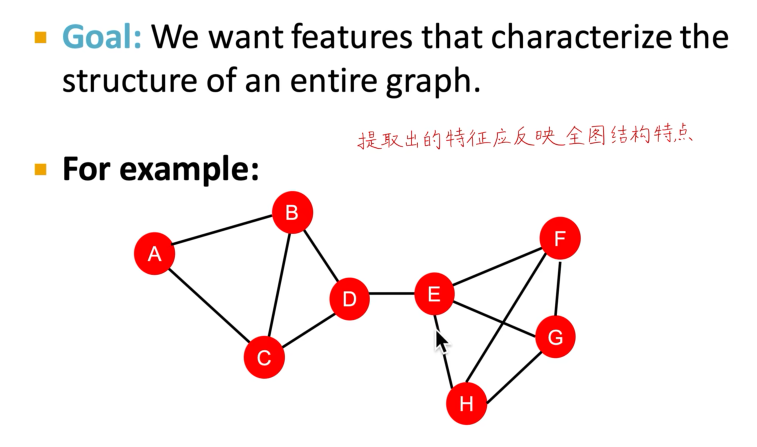 Goal: We want features that characterize the
structure of an entire graph.
提取出的特征应反映全图结构特点
For example:
B
F
A
D
E
G
C
H